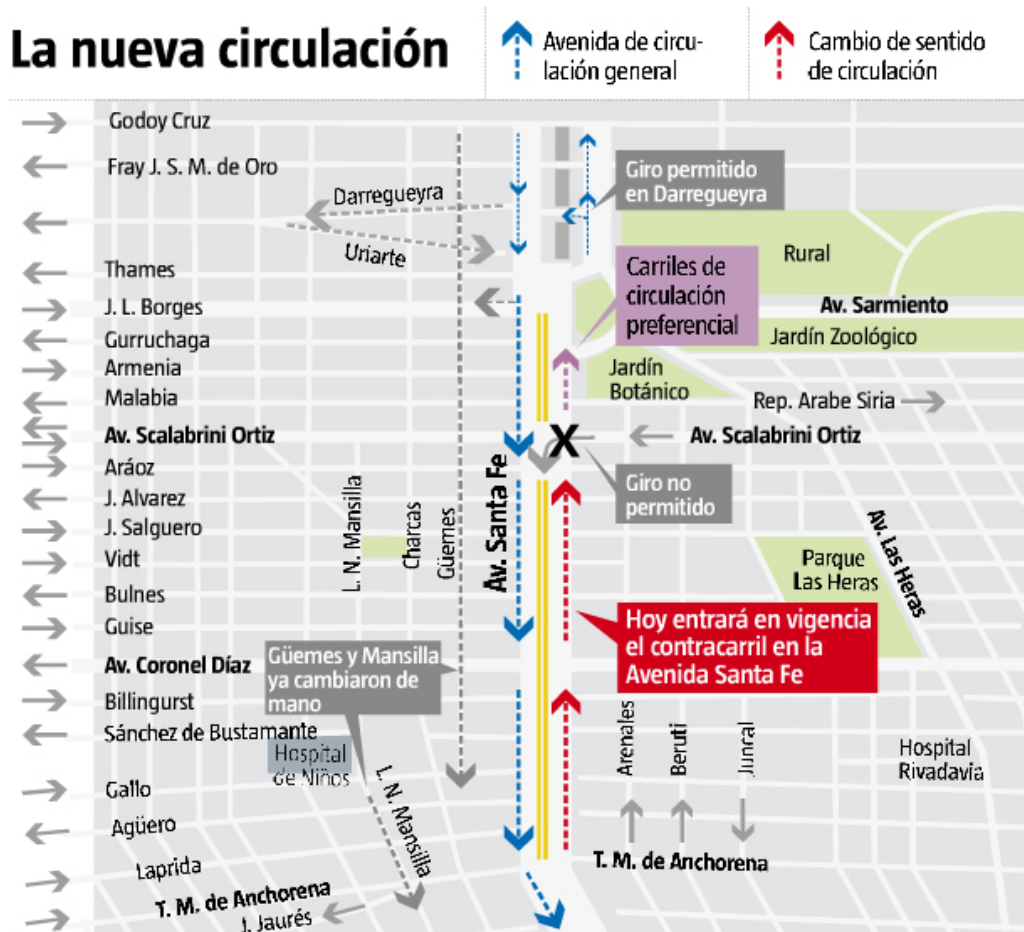 La nueva circulación
Avenida de circu-
lación general
Cambio de sentido
de circulación
Godoy Cruz
Fray J. S. M. de Oro
Darregueyra
Uriarte
Thames
J. L. Borges
Gurruchaga
Armenia
Malabia
Av. Scalabrini Ortiz
Aráoz
J. Alvarez
J. Salguero
Vidt
Bulnes
Guise
Av. Coronel Díaz
Billingurst
Sánchez de Bustamante
Gallo
Agüero
Laprida
T. M. de Anchorena
J. Jaurés
Hospital
de Niños
L. N. Mansilla
Güemes y Mansilla
ya cambiaron de
mano
L. N. Mansilla
Charcas
Güemes
Av. Santa Fe
Giro permitido
en Darregueyra
Carriles de
circulación
preferencial
Rural
Av. Sarmiento
Jardín Zoológico
Jardín
Botánico
Rep. Arabe Siria
X
Av. Scalabrini Ortiz
Giro no
permitido
Av. Las Heras
Parque
Las Heras
Hoy entrará en vigencia
el contracarril en la
Avenida Santa Fe
Arenales
Beruti
Juncal
Hospital
Rivadavia
T. M. de Anchorena